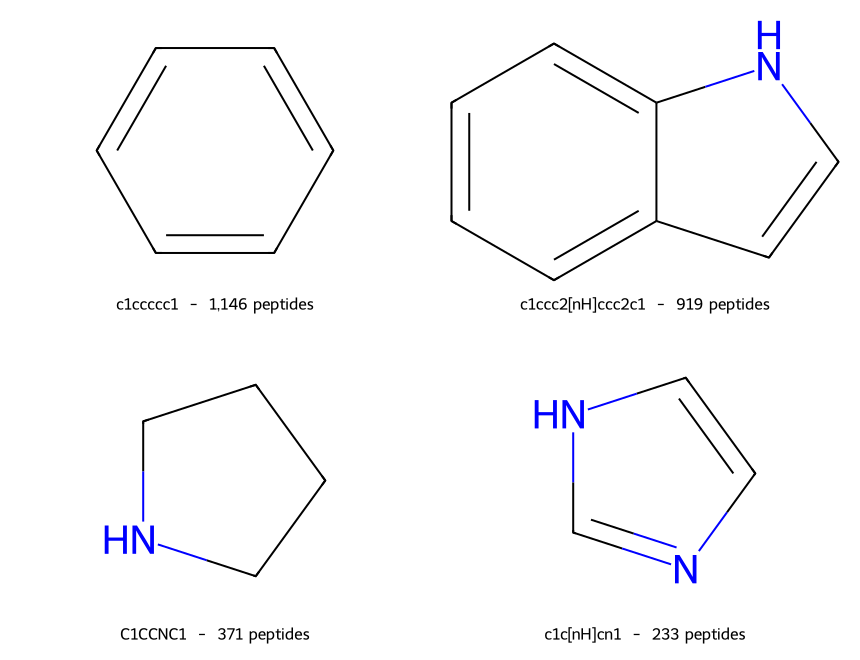 H
N
c1ccccc1 – 1,146 peptides
c1ccc2[nH]ccc2c1 – 919 peptides
HN
HN
N
C1CCNC1 – 371 peptides
c1c[nH]cn1 – 233 peptides